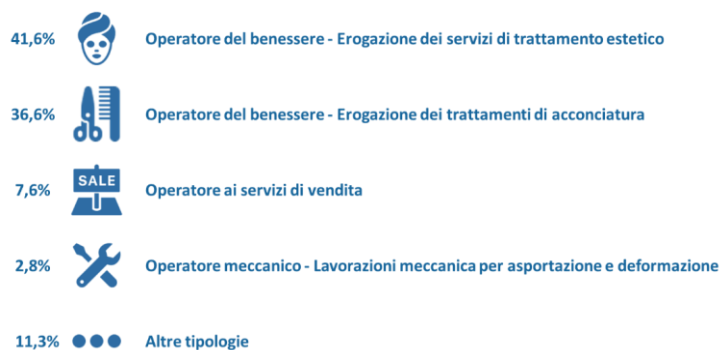 41,6% Operatore del benessere - Erogazione dei servizi di trattamento estetico
36,6% Operatore del benessere - Erogazione dei trattamenti di acconciatura
SALE
7,6% Operatore ai servizi di vendita
2,8% Operatore meccanico - Lavorazioni meccanica per asportazione e deformazione
11,3% Altre tipologie